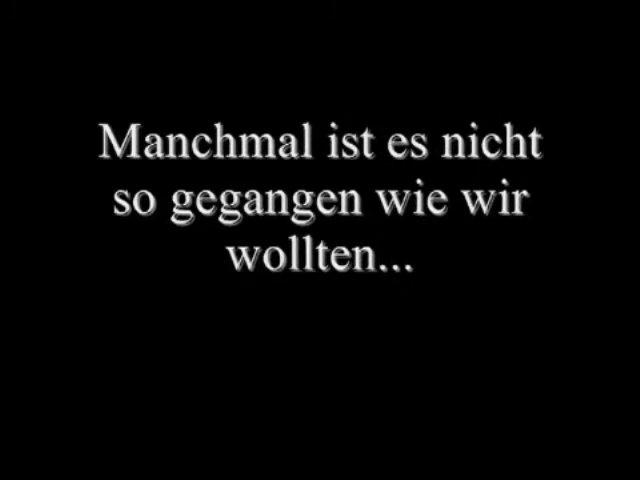 Manchmal ist es nicht
so gegangen wie wir
wollten...